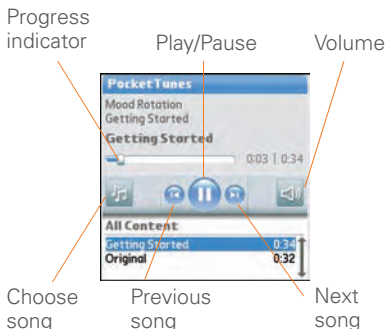 Progress
indicator
Play/Pause
Volume
PocketTunes
Mood Rotation
Getting Started
Getting Started
0:03 | 0:34
All Content
Getting Started 0:34
Original 0:32
Choose
song
Previous
song
Next
song